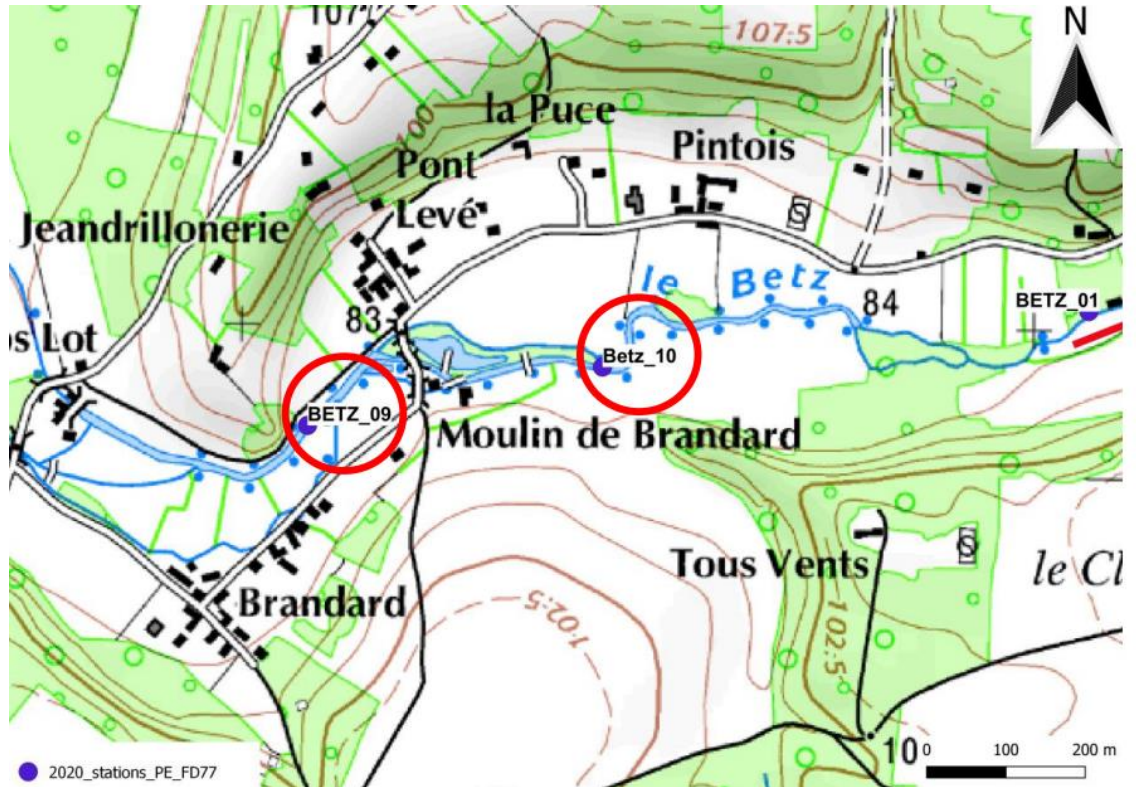 107
107.5
N
la Puce
100
Pont
Levé
Pintois
S
Jeandrillonerie
le Betz
84
BETZ_01
83
os Lot
Betz_10
BETZ_09
Moulin de Brandard
Tous Vents
S
le Cl
Brandard
102.5
102.5
10
0 100 200 m
2020_stations_PE_FD77